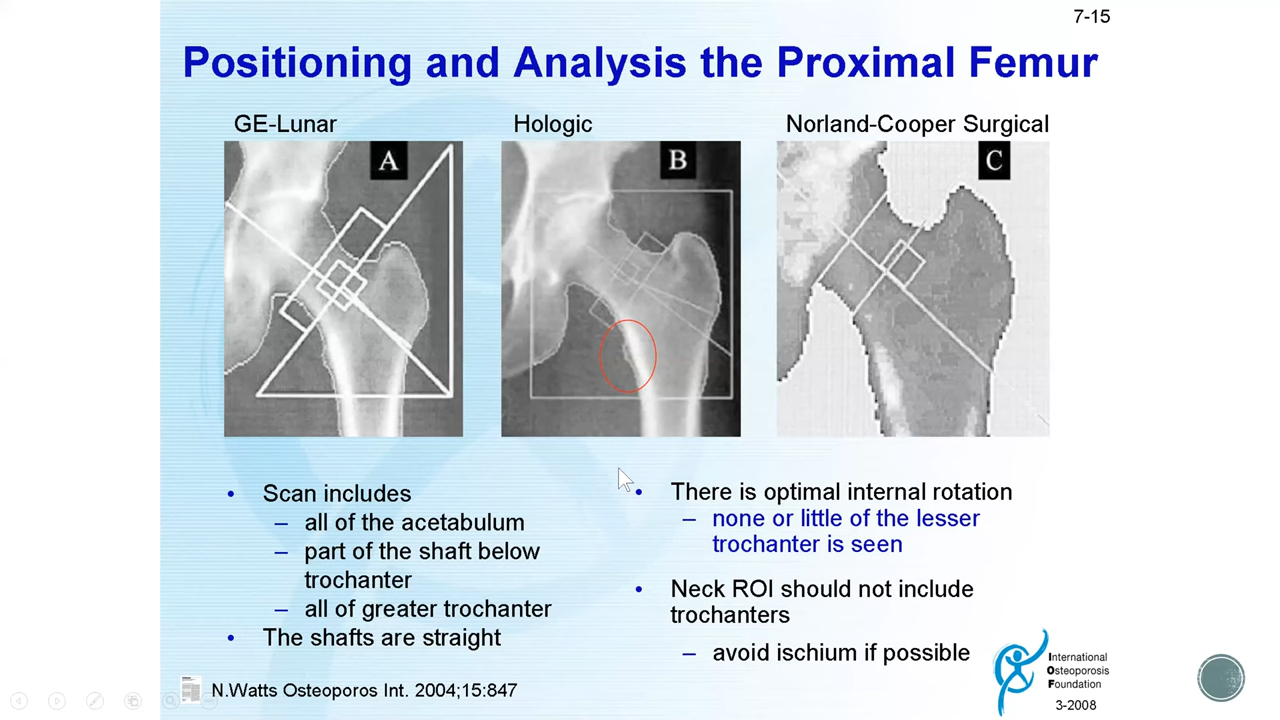 7-15
Positioning and Analysis the Proximal Femur
GE-Lunar
Hologic
Norland-Cooper Surgical
A
B
C
• Scan includes
– all of the acetabulum
– part of the shaft below
trochanter
– all of greater trochanter
• The shafts are straight
• There is optimal internal rotation
– none or little of the lesser
trochanter is seen
• Neck ROI should not include
trochanters
– avoid ischium if possible
N.Watts Osteoporos Int. 2004;15:847
International
Osteoporosis
Foundation
3-2008